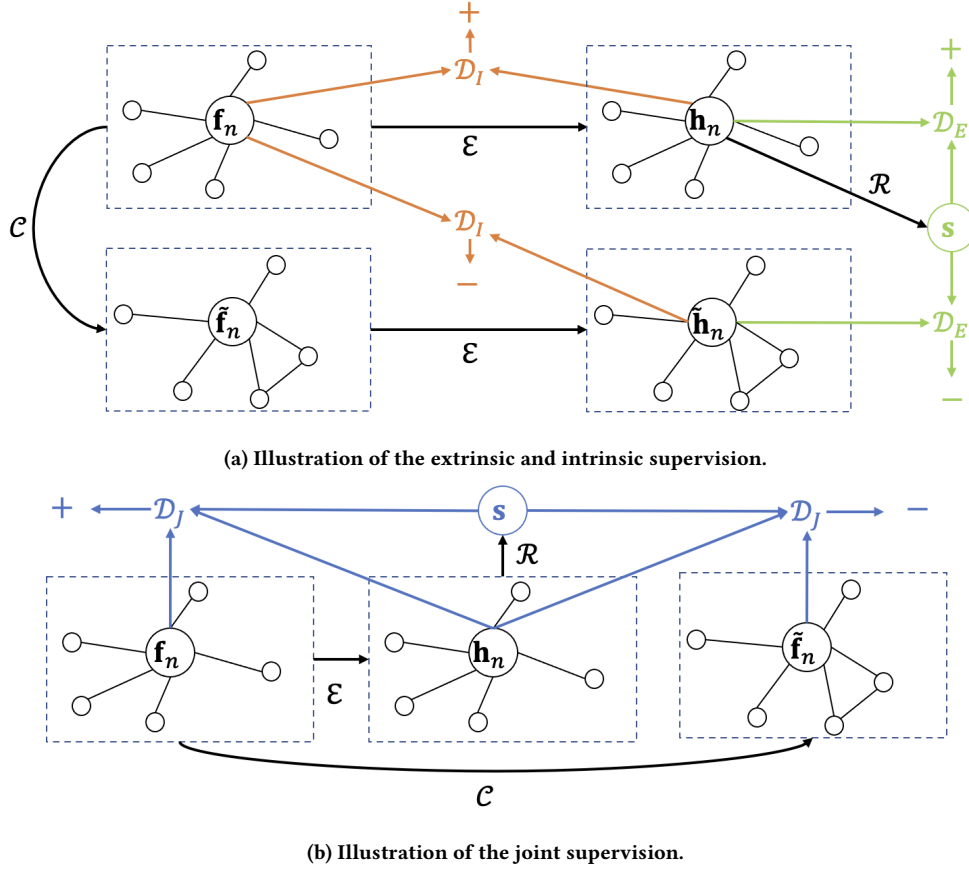 +
+
𝒟_I
f_n
h_n
𝒟_E
ℰ
ℛ
𝒞
𝒟_I
s
−
f̃_n
h̃_n
𝒟_E
ℰ
−
(a) Illustration of the extrinsic and intrinsic supervision.
+ 𝒟_J s 𝒟_J −
ℛ
f_n h_n f̃_n
ℰ
𝒞
(b) Illustration of the joint supervision.